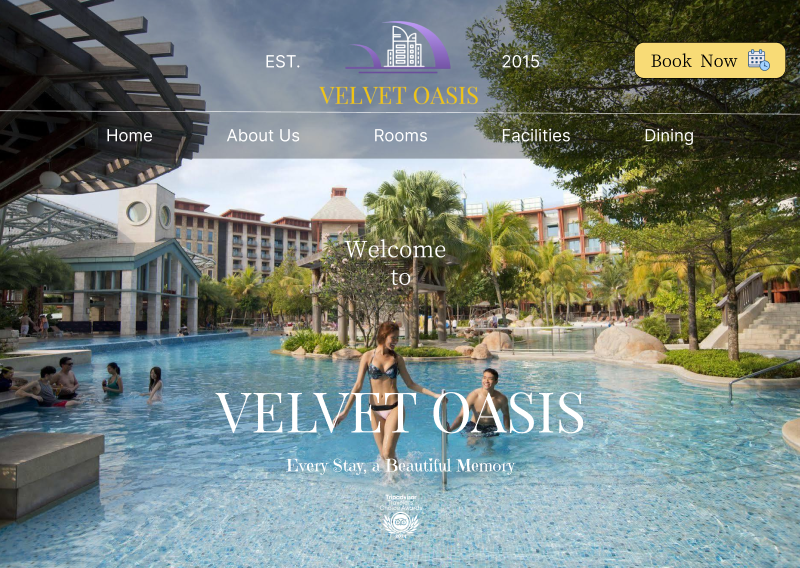 EST.
2015
VELVET OASIS
Book Now
Home
About Us
Rooms
Facilities
Dining
Welcome
to
VELVET OASIS
Every Stay, a Beautiful Memory
Tripadvisor
Travelers'
Choice Awards